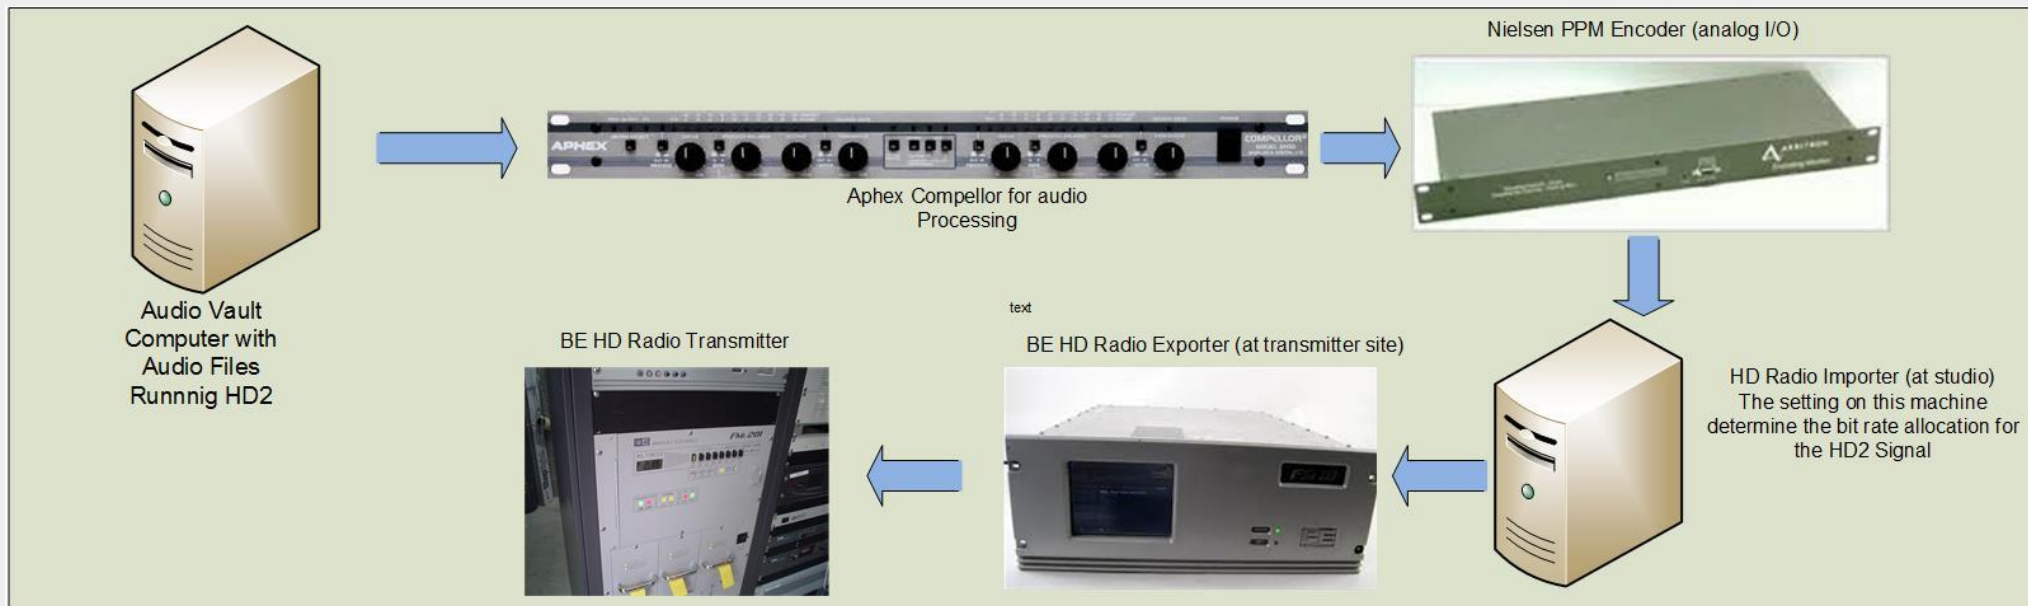 Nielsen PPM Encoder (analog I/O)
APHEX
COMPELLOR
ARBITRON
Aphex Compellor for audio
Processing
Audio Vault
Computer with
Audio Files
Runnnig HD2
text
BE HD Radio Transmitter
BE HD Radio Exporter (at transmitter site)
HD Radio Importer (at studio)
The setting on this machine
determine the bit rate allocation for
the HD2 Signal